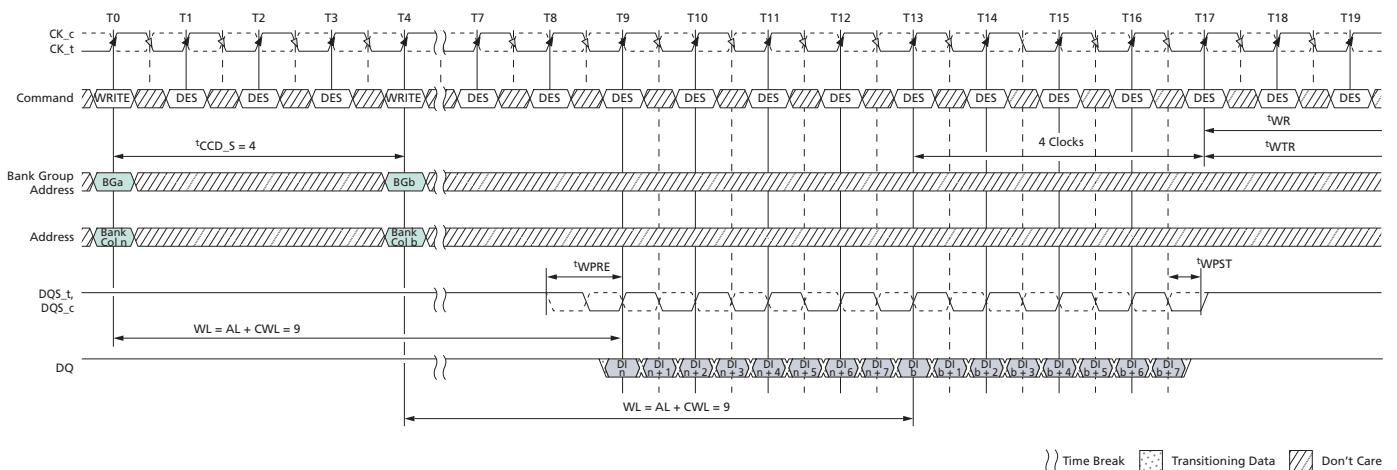 T0 T1 T2 T3 T4 T7 T8 T9 T10 T11 T12 T13 T14 T15 T16 T17 T18 T19
CK_c
CK_t
Command WRITE DES DES DES WRITE DES DES DES DES DES DES DES DES DES DES DES DES DES
tWR
tCCD_S = 4 4 Clocks tWTR
Bank Group
Address BGa BGb
Address Bank
Col n Bank
Col b
tWPRE tWPST
DQS_t,
DQS_c
WL = AL + CWL = 9
DQ DI
n DI
n + 1 DI
n + 2 DI
n + 3 DI
n + 4 DI
n + 5 DI
n + 6 DI
n + 7 DI
b DI
b + 1 DI
b + 2 DI
b + 3 DI
b + 4 DI
b + 5 DI
b + 6 DI
b + 7
WL = AL + CWL = 9
Time Break Transitioning Data Don't Care